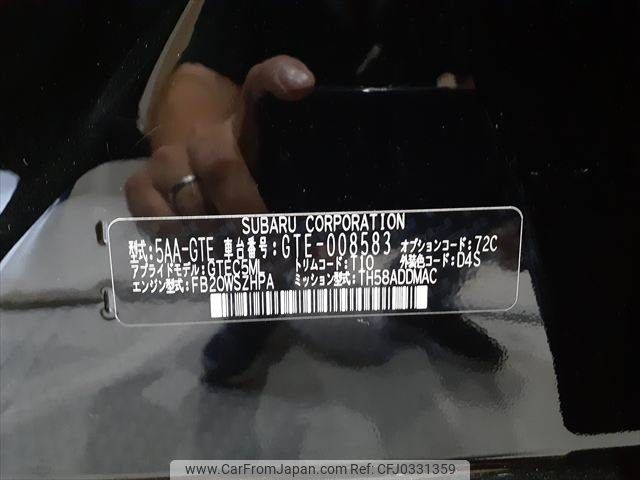 SUBARU CORPORATION
型式:5AA-GTE 車台番号:GTE-008583 オプションコード:72C
アプライドモデル:GTEC5M トリムコード:T10 外装色コード:D4S
エンジン型式:FB20WSZHPA ミッション型式:TH58ADDMAC
www.CarFromJapan.com|No.0100331359